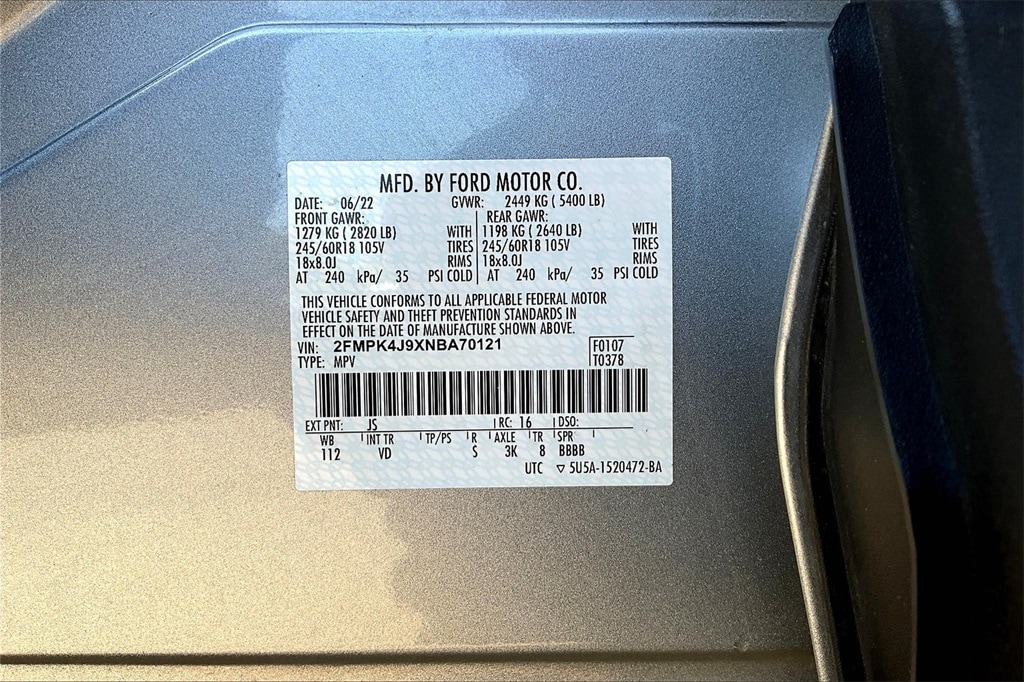 MFD. BY FORD MOTOR CO.
DATE: 06/22 GVWR: 2449 KG ( 5400 LB)
FRONT GAWR: REAR GAWR:
1279 KG ( 2820 LB) WITH 1198 KG ( 2640 LB) WITH
245/60R18 105V TIRES 245/60R18 105V TIRES
18x8.0J RIMS 18x8.0J RIMS
AT 240 kPa/ 35 PSI COLD AT 240 kPa/ 35 PSI COLD
THIS VEHICLE CONFORMS TO ALL APPLICABLE FEDERAL MOTOR
VEHICLE SAFETY AND THEFT PREVENTION STANDARDS IN
EFFECT ON THE DATE OF MANUFACTURE SHOWN ABOVE.
VIN: 2FMPK4J9XNBA70121 F0107
TYPE: MPV T0378
EXT PNT: JS RC: 16 DSO:
WB INT TR TP/PS R AXLE TR SPR
112 VD S 3K 8 BBBB
UTC ▽ 5U5A-1520472-BA